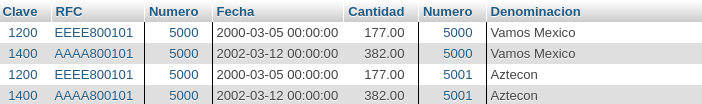 Clave RFC Numero Fecha Cantidad Numero Denominacion
1200 EEEE800101 5000 2000-03-05 00:00:00 177.00 5000 Vamos Mexico
1400 AAAA800101 5000 2002-03-12 00:00:00 382.00 5000 Vamos Mexico
1200 EEEE800101 5000 2000-03-05 00:00:00 177.00 5001 Aztecon
1400 AAAA800101 5000 2002-03-12 00:00:00 382.00 5001 Aztecon